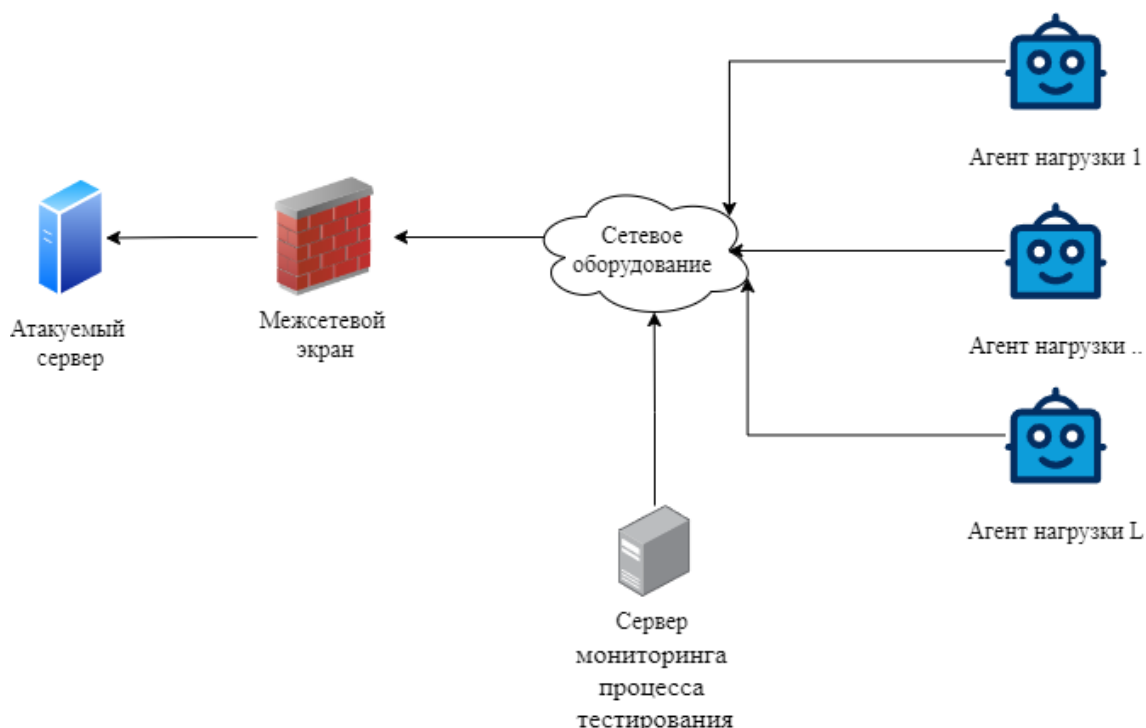 Агент нагрузки 1
Сетевое
оборудование
Атакуемый
сервер
Межсетевой
экран
Агент нагрузки ..
Агент нагрузки L
Сервер
мониторинга
процесса
тестирования